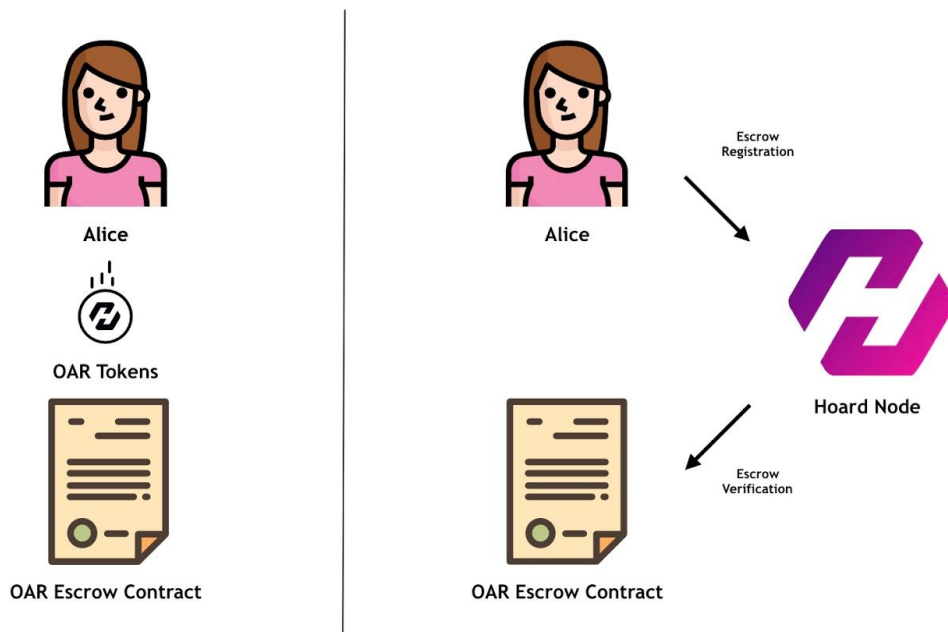 Alice
OAR Tokens
OAR Escrow Contract
Escrow
Registration
Alice
Hoard Node
Escrow
Verification
OAR Escrow Contract